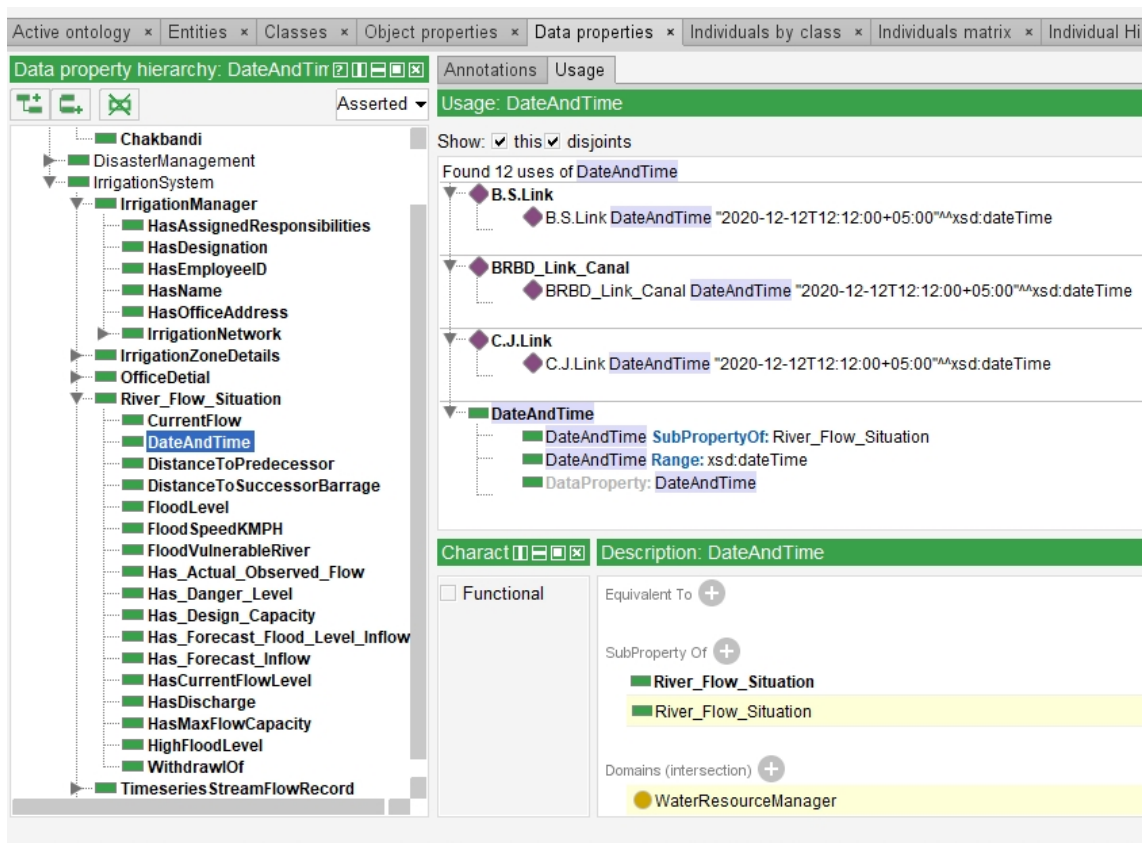 Active ontology × Entities × Classes × Object properties × Data properties × Individuals by class × Individuals matrix × Individual Hi
Data property hierarchy: DateAndTim
Asserted
Chakbandi
DisasterManagement
IrrigationSystem
IrrigationManager
HasAssignedResponsibilities
HasDesignation
HasEmployeeID
HasName
HasOfficeAddress
IrrigationNetwork
IrrigationZoneDetails
OfficeDetial
River_Flow_Situation
CurrentFlow
DateAndTime
DistanceToPredecessor
DistanceToSuccessorBarrage
FloodLevel
FloodSpeedKMPH
FloodVulnerableRiver
Has_Actual_Observed_Flow
Has_Danger_Level
Has_Design_Capacity
Has_Forecast_Flood_Level_Inflow
Has_Forecast_Inflow
HasCurrentFlowLevel
HasDischarge
HasMaxFlowCapacity
HighFloodLevel
WithdrawlOf
TimeseriesStreamFlowRecord
Annotations Usage
Usage: DateAndTime
Show: this disjoints
Found 12 uses of DateAndTime
B.S.Link
B.S.Link DateAndTime "2020-12-12T12:12:00+05:00"^^xsd:dateTime
BRBD_Link_Canal
BRBD_Link_Canal DateAndTime "2020-12-12T12:12:00+05:00"^^xsd:dateTime
C.J.Link
C.J.Link DateAndTime "2020-12-12T12:12:00+05:00"^^xsd:dateTime
DateAndTime
DateAndTime SubPropertyOf: River_Flow_Situation
DateAndTime Range: xsd:dateTime
DataProperty: DateAndTime
Charact
Functional
Description: DateAndTime
Equivalent To
SubProperty Of
River_Flow_Situation
River_Flow_Situation
Domains (intersection)
WaterResourceManager